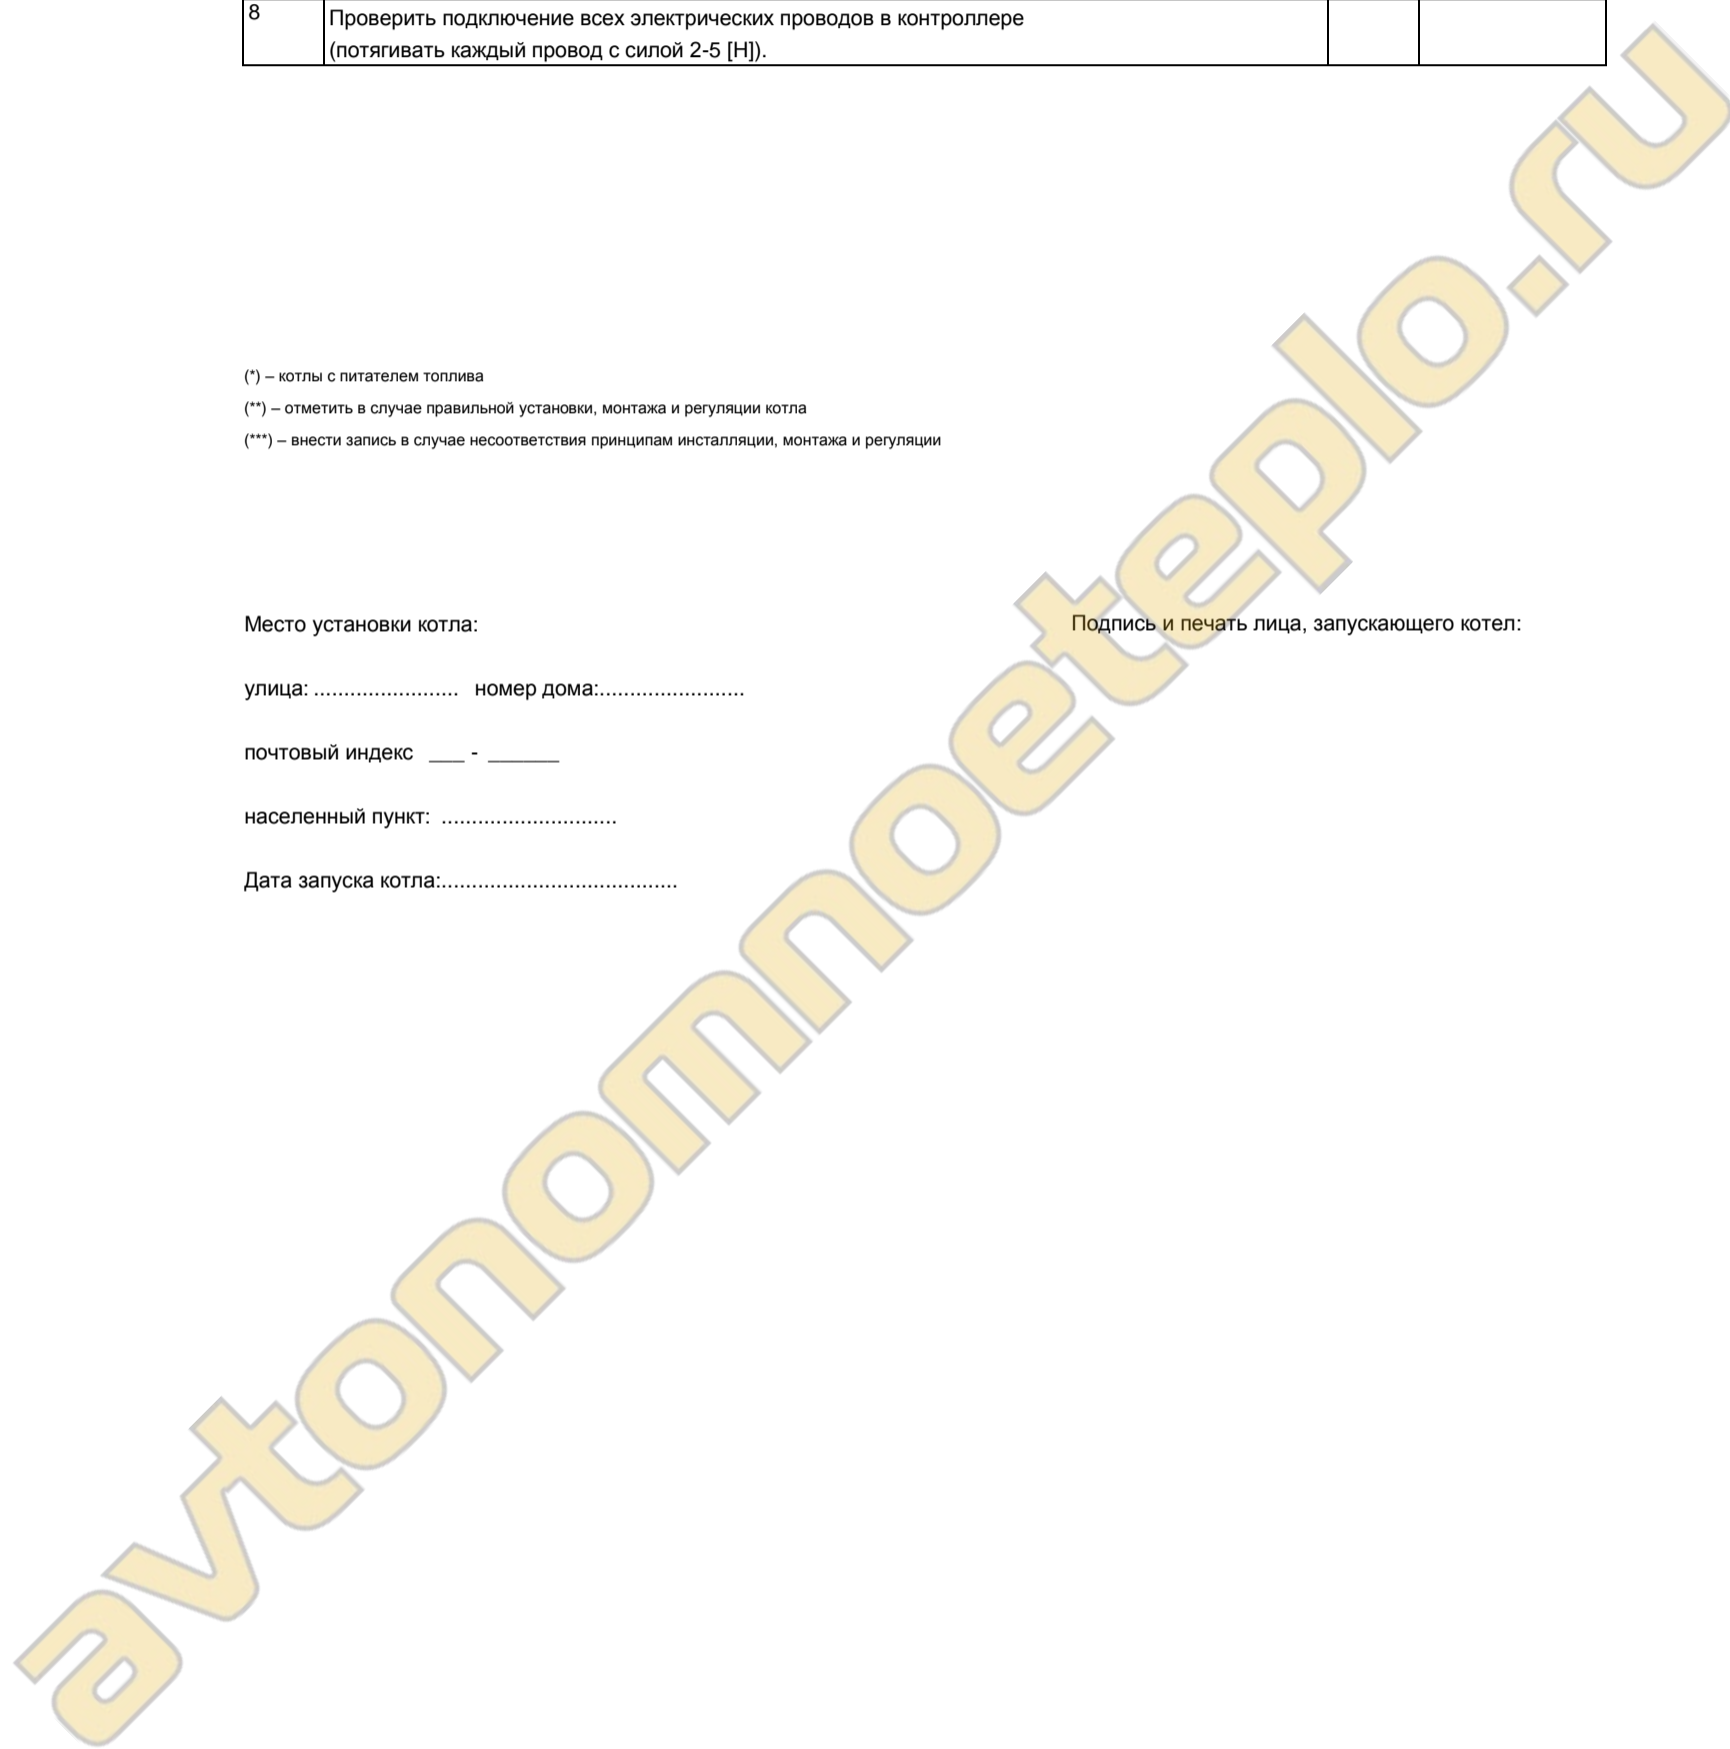 8
Проверить подключение всех электрических проводов в контроллере
(потягивать каждый провод с силой 2-5 [Н]).
(*) – котлы с питателем топлива
(**) – отметить в случае правильной установки, монтажа и регуляции котла
(***) – внести запись в случае несоответствия принципам инсталляции, монтажа и регуляции
Место установки котла:
Подпись и печать лица, запускающего котел:
улица: ........................ номер дома:........................
почтовый индекс ___ - ______
населенный пункт: .............................
Дата запуска котла:.......................................
avtonomnoeteplo.ru